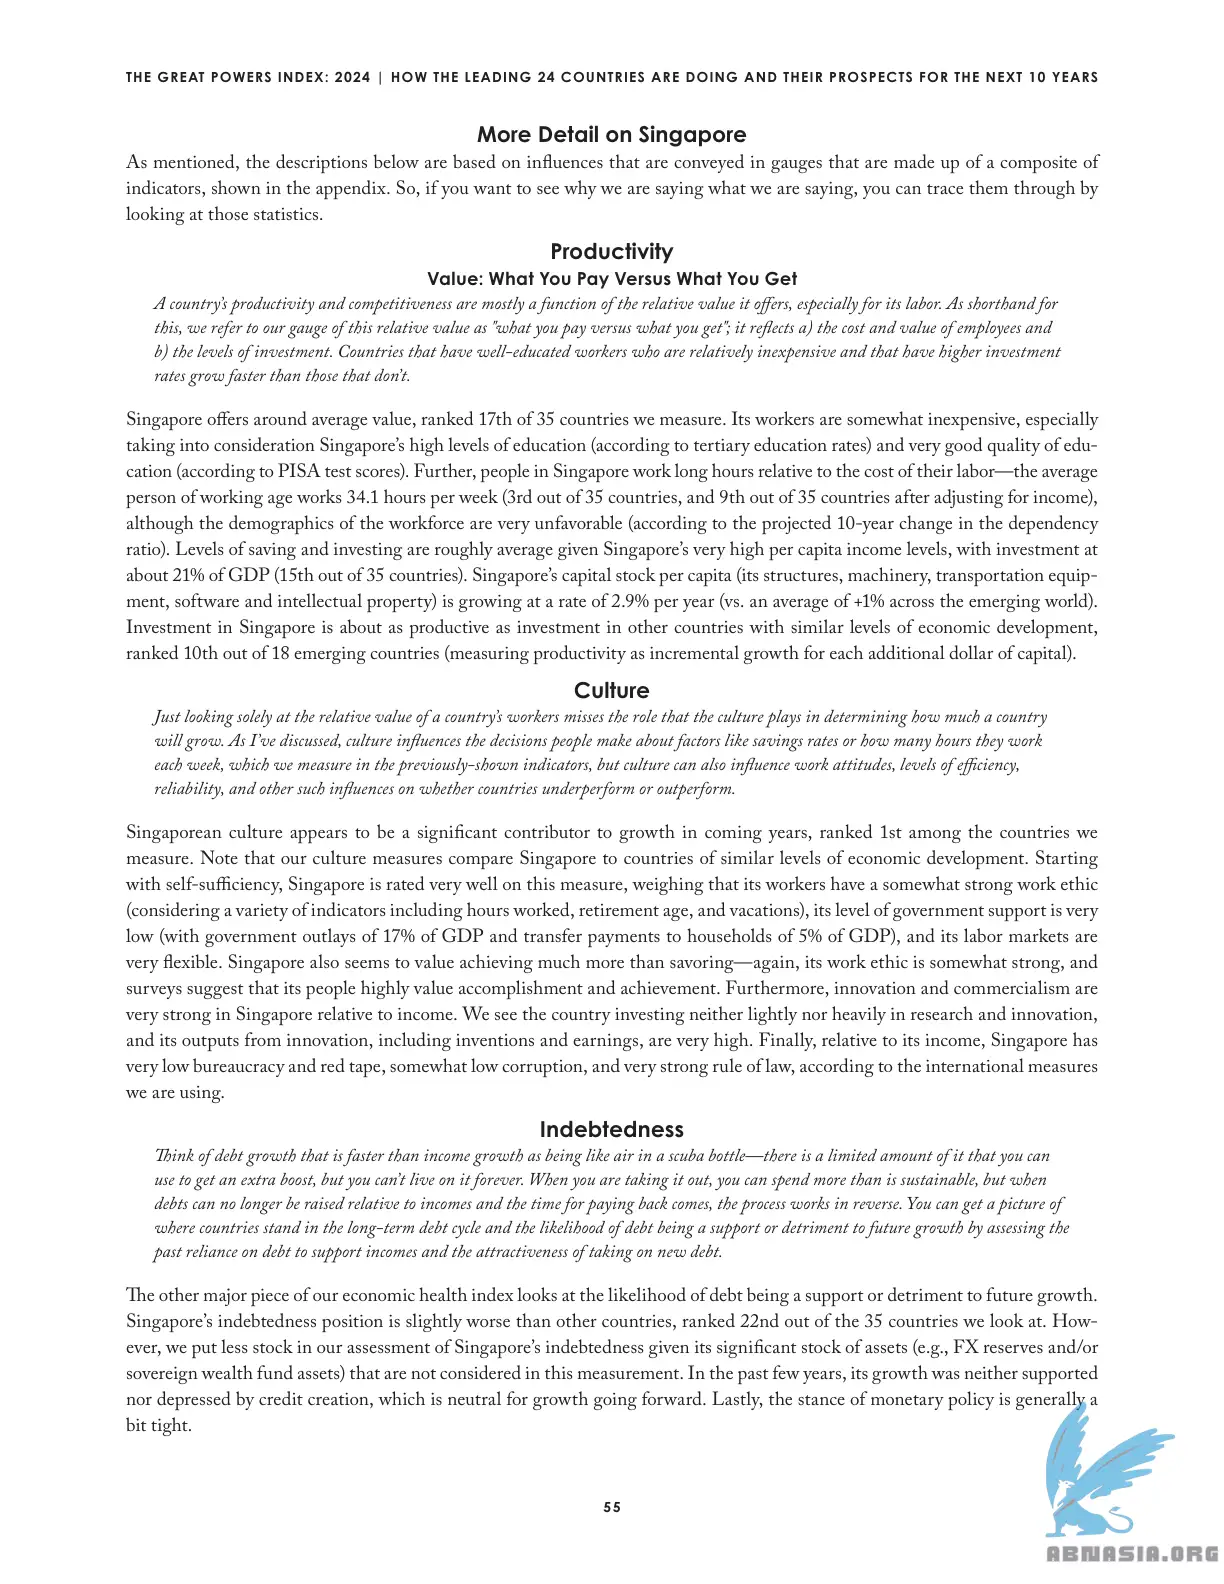 THE GREAT POWERS INDEX: 2024 | HOW THE LEADING 24 COUNTRIES ARE DOING AND THEIR PROSPECTS FOR THE NEXT 10 YEARS
More Detail on Singapore
As mentioned, the descriptions below are based on influences that are conveyed in gauges that are made up of a composite of
indicators, shown in the appendix. So, if you want to see why we are saying what we are saying, you can trace them through by
looking at those statistics.
Productivity
Value: What You Pay Versus What You Get
A country's productivity and competitiveness are mostly a function of the relative value it offers, especially for its labor. As shorthand for
this, we refer to our gauge of this relative value as "what you pay versus what you get"; it reflects a) the cost and value of employees and
b) the levels of investment. Countries that have well-educated workers who are relatively inexpensive and that have higher investment
rates grow faster than those that don't.
Singapore offers around average value, ranked 17th of 35 countries we measure. Its workers are somewhat inexpensive, especially
taking into consideration Singapore's high levels of education (according to tertiary education rates) and very good quality of edu-
cation (according to PISA test scores). Further, people in Singapore work long hours relative to the cost of their labor—the average
person of working age works 34.1 hours per week (3rd out of 35 countries, and 9th out of 35 countries after adjusting for income),
although the demographics of the workforce are very unfavorable (according to the projected 10-year change in the dependency
ratio). Levels of saving and investing are roughly average given Singapore's very high per capita income levels, with investment at
about 21% of GDP (15th out of 35 countries). Singapore's capital stock per capita (its structures, machinery, transportation equip-
ment, software and intellectual property) is growing at a rate of 2.9% per year (vs. an average of +1% across the emerging world).
Investment in Singapore is about as productive as investment in other countries with similar levels of economic development,
ranked 10th out of 18 emerging countries (measuring productivity as incremental growth for each additional dollar of capital).
Culture
Just looking solely at the relative value of a country's workers misses the role that the culture plays in determining how much a country
will grow. As I've discussed, culture influences the decisions people make about factors like savings rates or how many hours they work
each week, which we measure in the previously-shown indicators, but culture can also influence work attitudes, levels of efficiency,
reliability, and other such influences on whether countries underperform or outperform.
Singaporean culture appears to be a significant contributor to growth in coming years, ranked 1st among the countries we
measure. Note that our culture measures compare Singapore to countries of similar levels of economic development. Starting
with self-sufficiency, Singapore is rated very well on this measure, weighing that its workers have a somewhat strong work ethic
(considering a variety of indicators including hours worked, retirement age, and vacations), its level of government support is very
low (with government outlays of 17% of GDP and transfer payments to households of 5% of GDP), and its labor markets are
very flexible. Singapore also seems to value achieving much more than savoring—again, its work ethic is somewhat strong, and
surveys suggest that its people highly value accomplishment and achievement. Furthermore, innovation and commercialism are
very strong in Singapore relative to income. We see the country investing neither lightly nor heavily in research and innovation,
and its outputs from innovation, including inventions and earnings, are very high. Finally, relative to its income, Singapore has
very low bureaucracy and red tape, somewhat low corruption, and very strong rule of law, according to the international measures
we are using.
Indebtedness
Think of debt growth that is faster than income growth as being like air in a scuba bottle—there is a limited amount of it that you can
use to get an extra boost, but you can't live on it forever. When you are taking it out, you can spend more than is sustainable, but when
debts can no longer be raised relative to incomes and the time for paying back comes, the process works in reverse. You can get a picture of
where countries stand in the long-term debt cycle and the likelihood of debt being a support or detriment to future growth by assessing the
past reliance on debt to support incomes and the attractiveness of taking on new debt.
The other major piece of our economic health index looks at the likelihood of debt being a support or detriment to future growth.
Singapore's indebtedness position is slightly worse than other countries, ranked 22nd out of the 35 countries we look at. How-
ever, we put less stock in our assessment of Singapore's indebtedness given its significant stock of assets (e.g., FX reserves and/or
sovereign wealth fund assets) that are not considered in this measurement. In the past few years, its growth was neither supported
nor depressed by credit creation, which is neutral for growth going forward. Lastly, the stance of monetary policy is generally a
bit tight.
55
ABNASIA.ORG